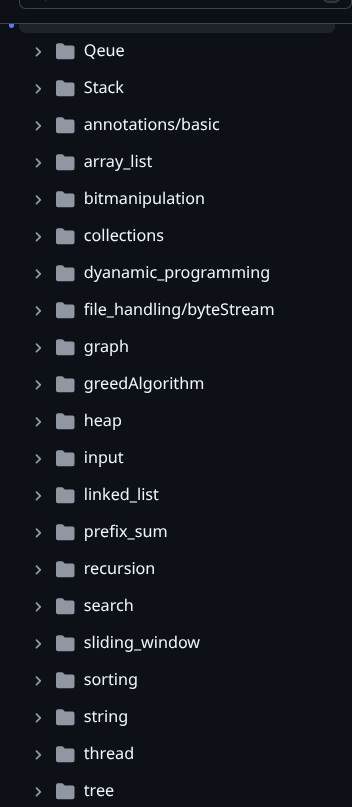 Qeue
Stack
annotations/basic
array_list
bitmanipulation
collections
dyanamic_programming
file_handling/byteStream
graph
greedAlgorithm
heap
input
linked_list
prefix_sum
recursion
search
sliding_window
sorting
string
thread
tree